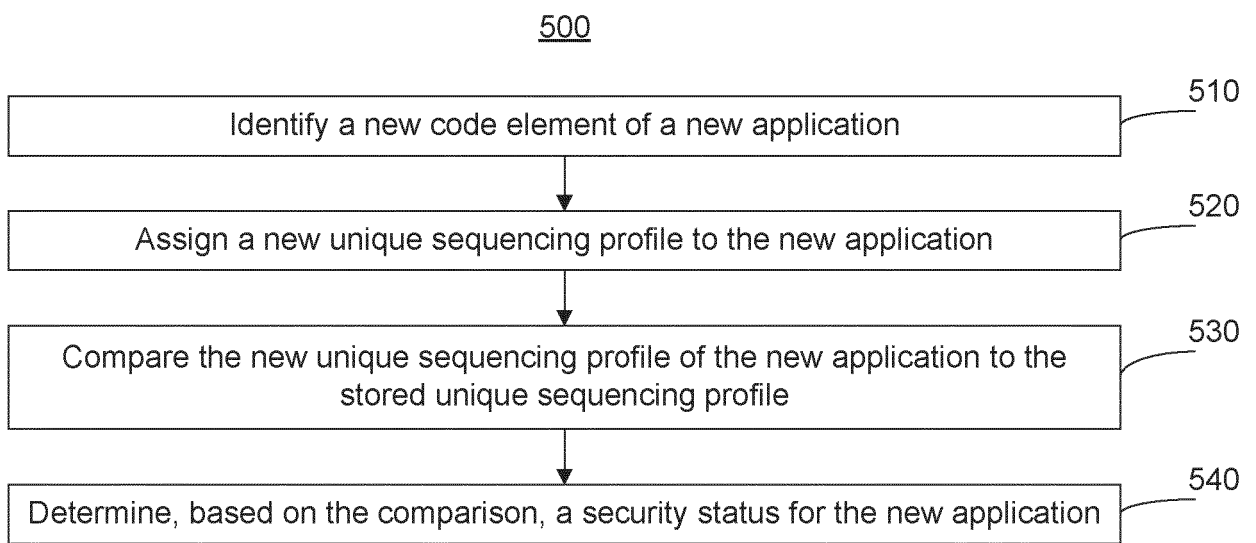 500
510
Identify a new code element of a new application
520
Assign a new unique sequencing profile to the new application
530
Compare the new unique sequencing profile of the new application to the
stored unique sequencing profile
540
Determine, based on the comparison, a security status for the new application